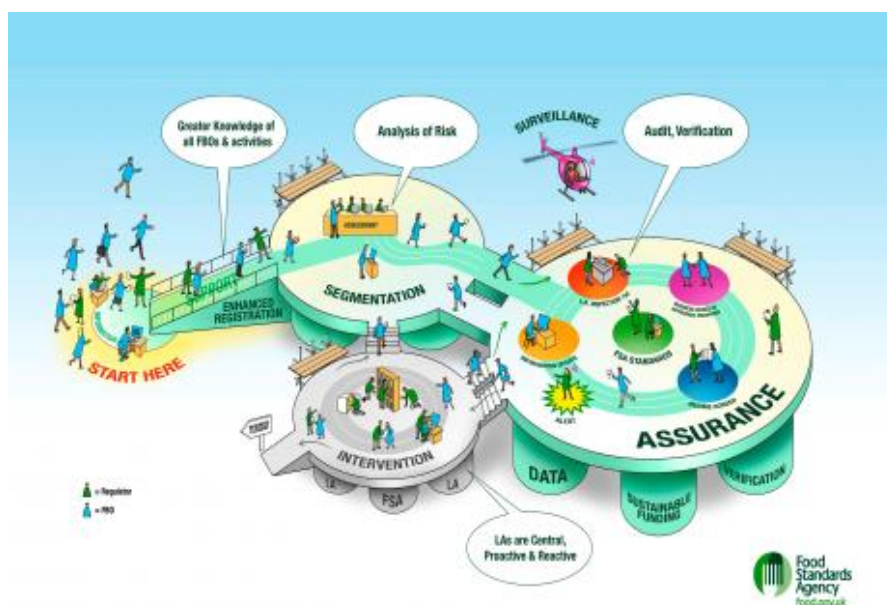 Greater Knowledge of
all FBOs & activities
Analysis of Risk
SURVEILLANCE
Audit, Verification
SUPPORT
ENHANCED
REGISTRATION
SEGMENTATION
START HERE
FSA STANDARDS
ALERT
ASSURANCE
INTERVENTION
LA
FSA
LA
DATA
SUSTAINABLE
FUNDING
VERIFICATION
= Regulator
= FBO
LAs are Central,
Proactive & Reactive
Food
Standards
Agency
food.gov.uk